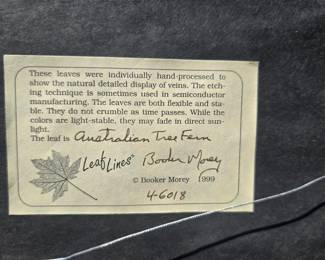 These leaves were individually hand-processed to
show the natural detailed display of veins. The etch-
ing technique is sometimes used in semiconductor
manufacturing. The leaves are both flexible and sta-
ble. They do not crumble as time passes. While the
colors are light-stable, they may fade in direct sun-
light.
The leaf is Australian Tree Fern
Leaf Lines® Booker Morey
© Booker Morey 1999
4-6018